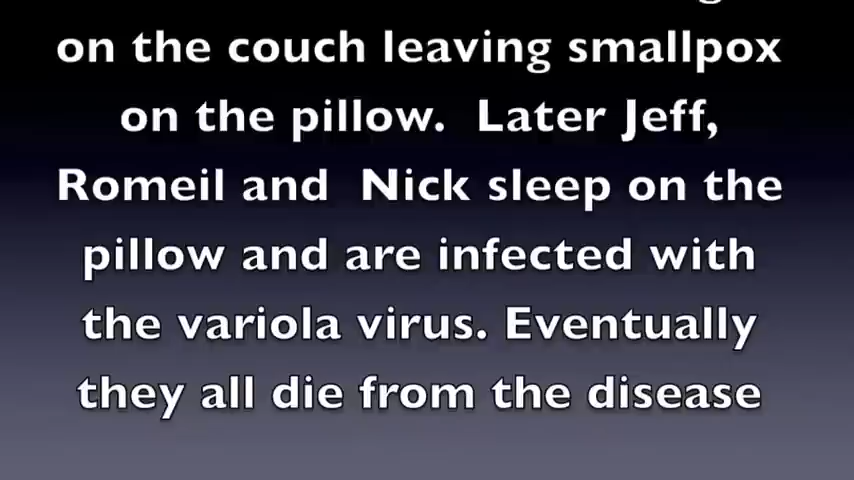 on the couch leaving smallpox
on the pillow.  Later Jeff,
Romeil and  Nick sleep on the
pillow and are infected with
the variola virus. Eventually
they all die from the disease